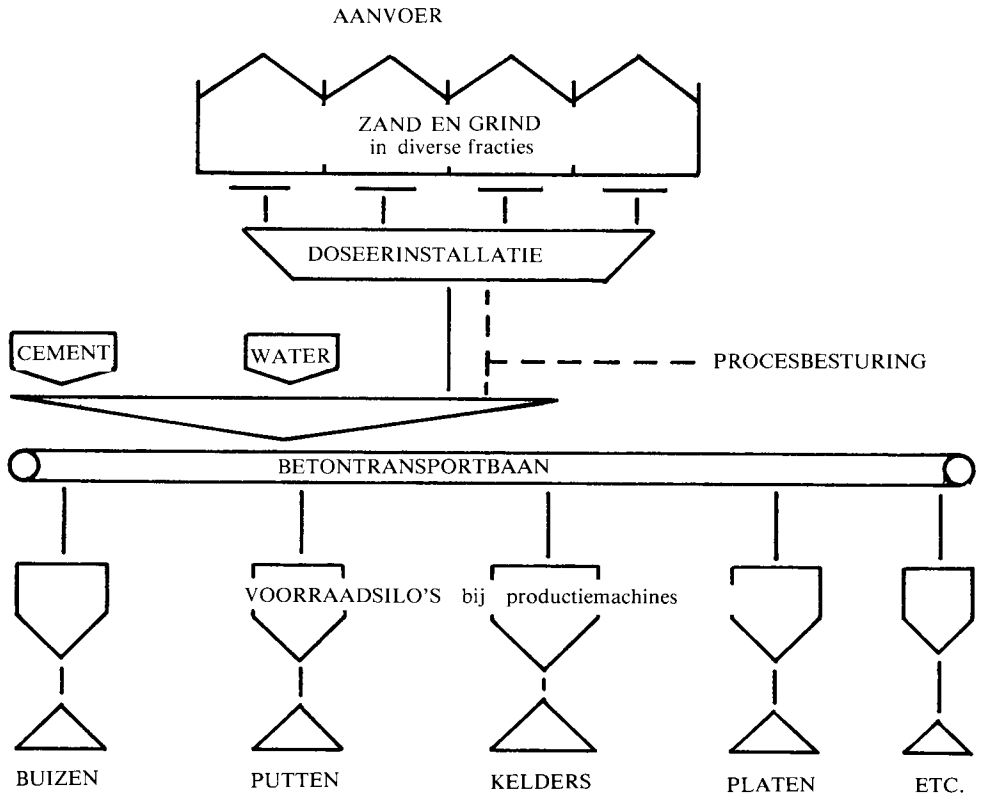 AANVOER
ZAND EN GRIND
in diverse fracties
DOSEERINSTALLATIE
CEMENT
WATER
PROCESBESTURING
BETONTRANSPORTBAAN
VOORRAADSILO'S bij productiemachines
BUIZEN
PUTTEN
KELDERS
PLATEN
ETC.